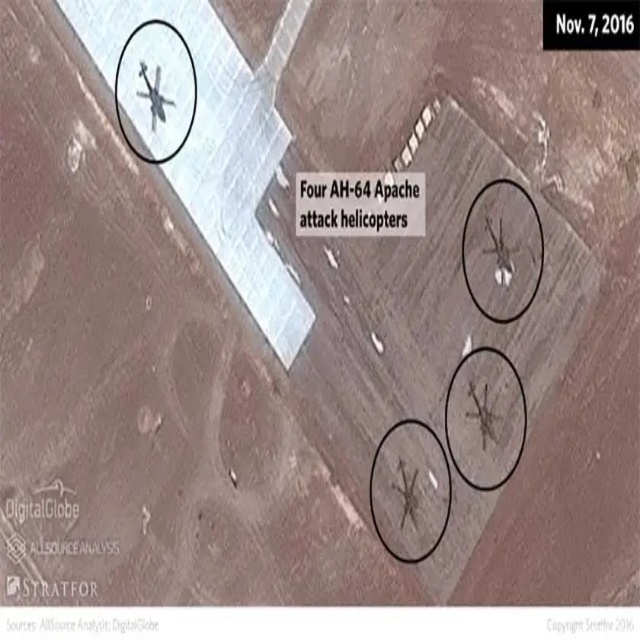 Nov. 7, 2016
Four AH-64 Apache
attack helicopters
DigitalGlobe
ALLSOURCE ANALYSIS
STRATFOR
Sources: AllSource Analysis; DigitalGlobe
Copyright Stratfor 2016